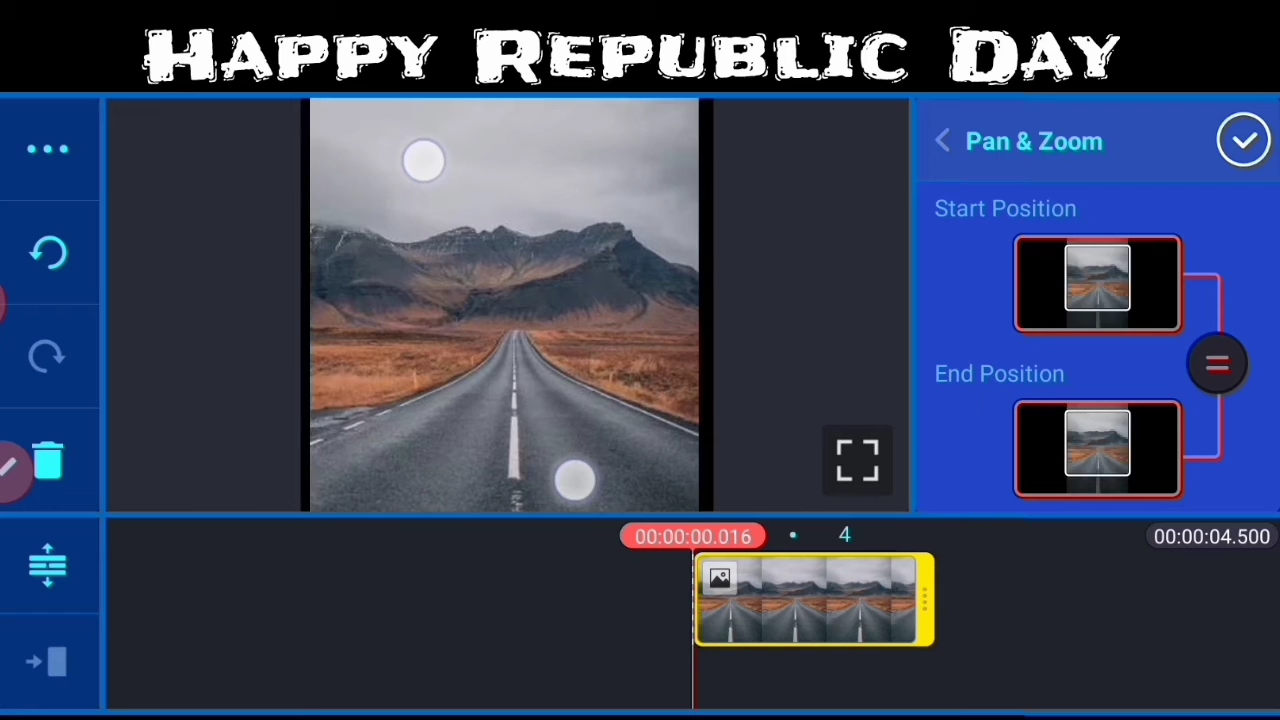 Happy Republic Day
Pan & Zoom
Start Position
End Position
00:00:00.016
4
00:00:04.500